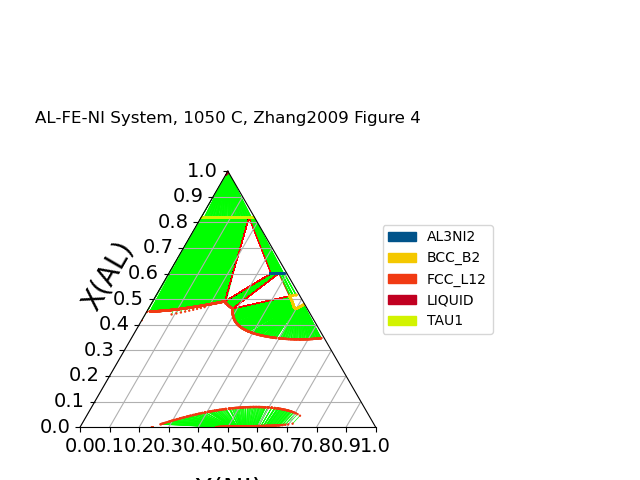 AL-FE-NI System, 1050 C, Zhang2009 Figure 4
1.0
0.9
0.8
0.7
0.6
0.5
0.4
0.3
0.2
0.1
0.0
X(AL)
0.00.10.20.30.40.50.60.70.80.91.0
AL3NI2
BCC_B2
FCC_L12
LIQUID
TAU1